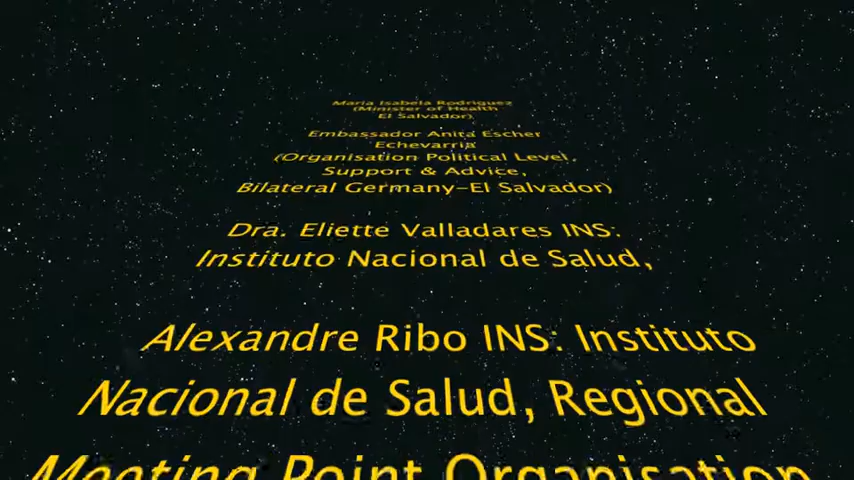 Maria Isabela Rodriguez
(Minister of Health
El Salvador)
Embassador Anita Escher
Echevarria
(Organisation Political Level,
Support & Advice,
Bilateral Germany-El Salvador)
Dra. Eliette Valladares INS:
Instituto Nacional de Salud,
Alexandre Ribo INS: Instituto
Nacional de Salud, Regional
Meeting Point Organisation